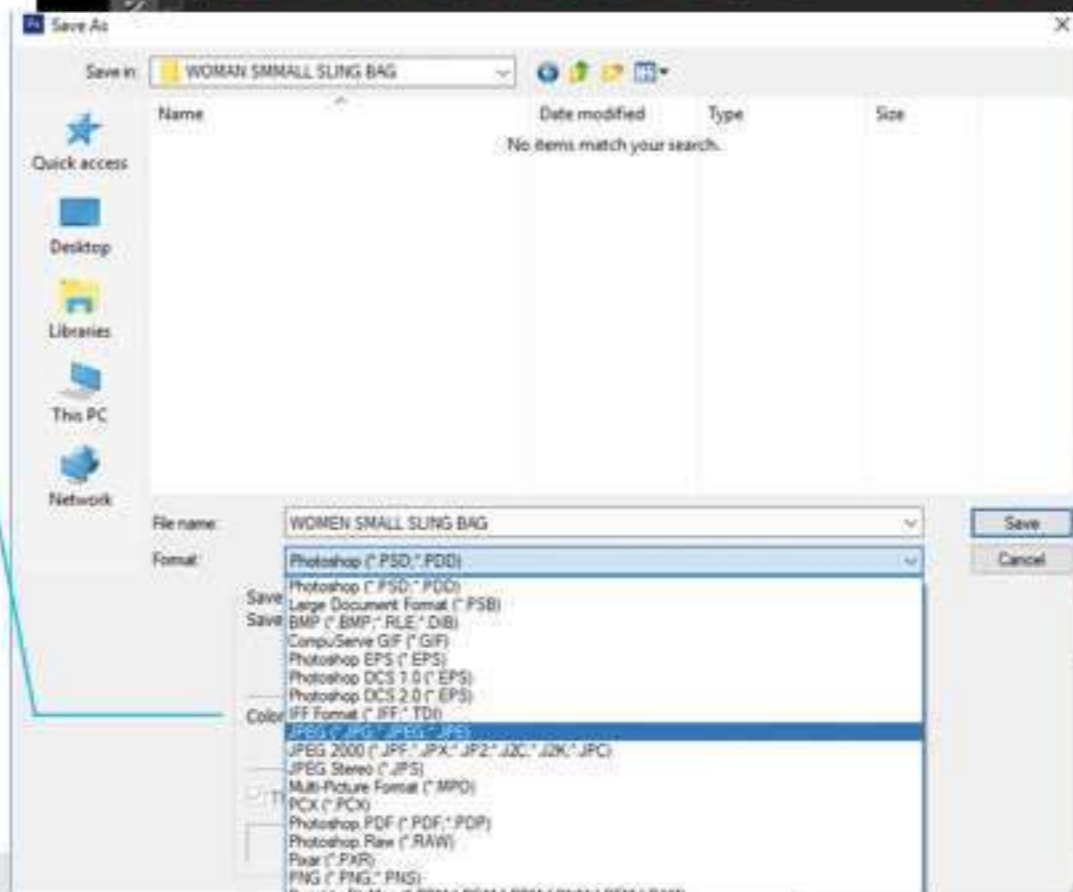 Save As
Save in: WOMAN SMMALL SLING BAG
Name Date modified Type Size
No items match your search.
Quick access
Desktop
Libraries
This PC
Network
File name: WOMEN SMALL SLING BAG Save
Format: Photoshop (*.PSD;*.PDD) Cancel
Photoshop (*.PSD;*.PDD)
Save Large Document Format (*.PSB)
Save BMP (*.BMP;*.RLE;*.DIB)
CompuServe GIF (*.GIF)
Photoshop EPS (*.EPS)
Photoshop DCS 1.0 (*.EPS)
Photoshop DCS 2.0 (*.EPS)
Color IFF Format (*.IFF;*.TDI)
JPEG (*.JPG;*.JPEG;*.JPE)
JPEG 2000 (*.JPF;*.JPX;*.JP2;*.J2C;*.J2K;*.JPC)
JPEG Stereo (*.JPS)
Multi-Picture Format (*.MPO)
PCX (*.PCX)
Photoshop PDF (*.PDF;*.PDP)
Photoshop Raw (*.RAW)
Pixar (*.PXR)
PNG (*.PNG;*.PNS)